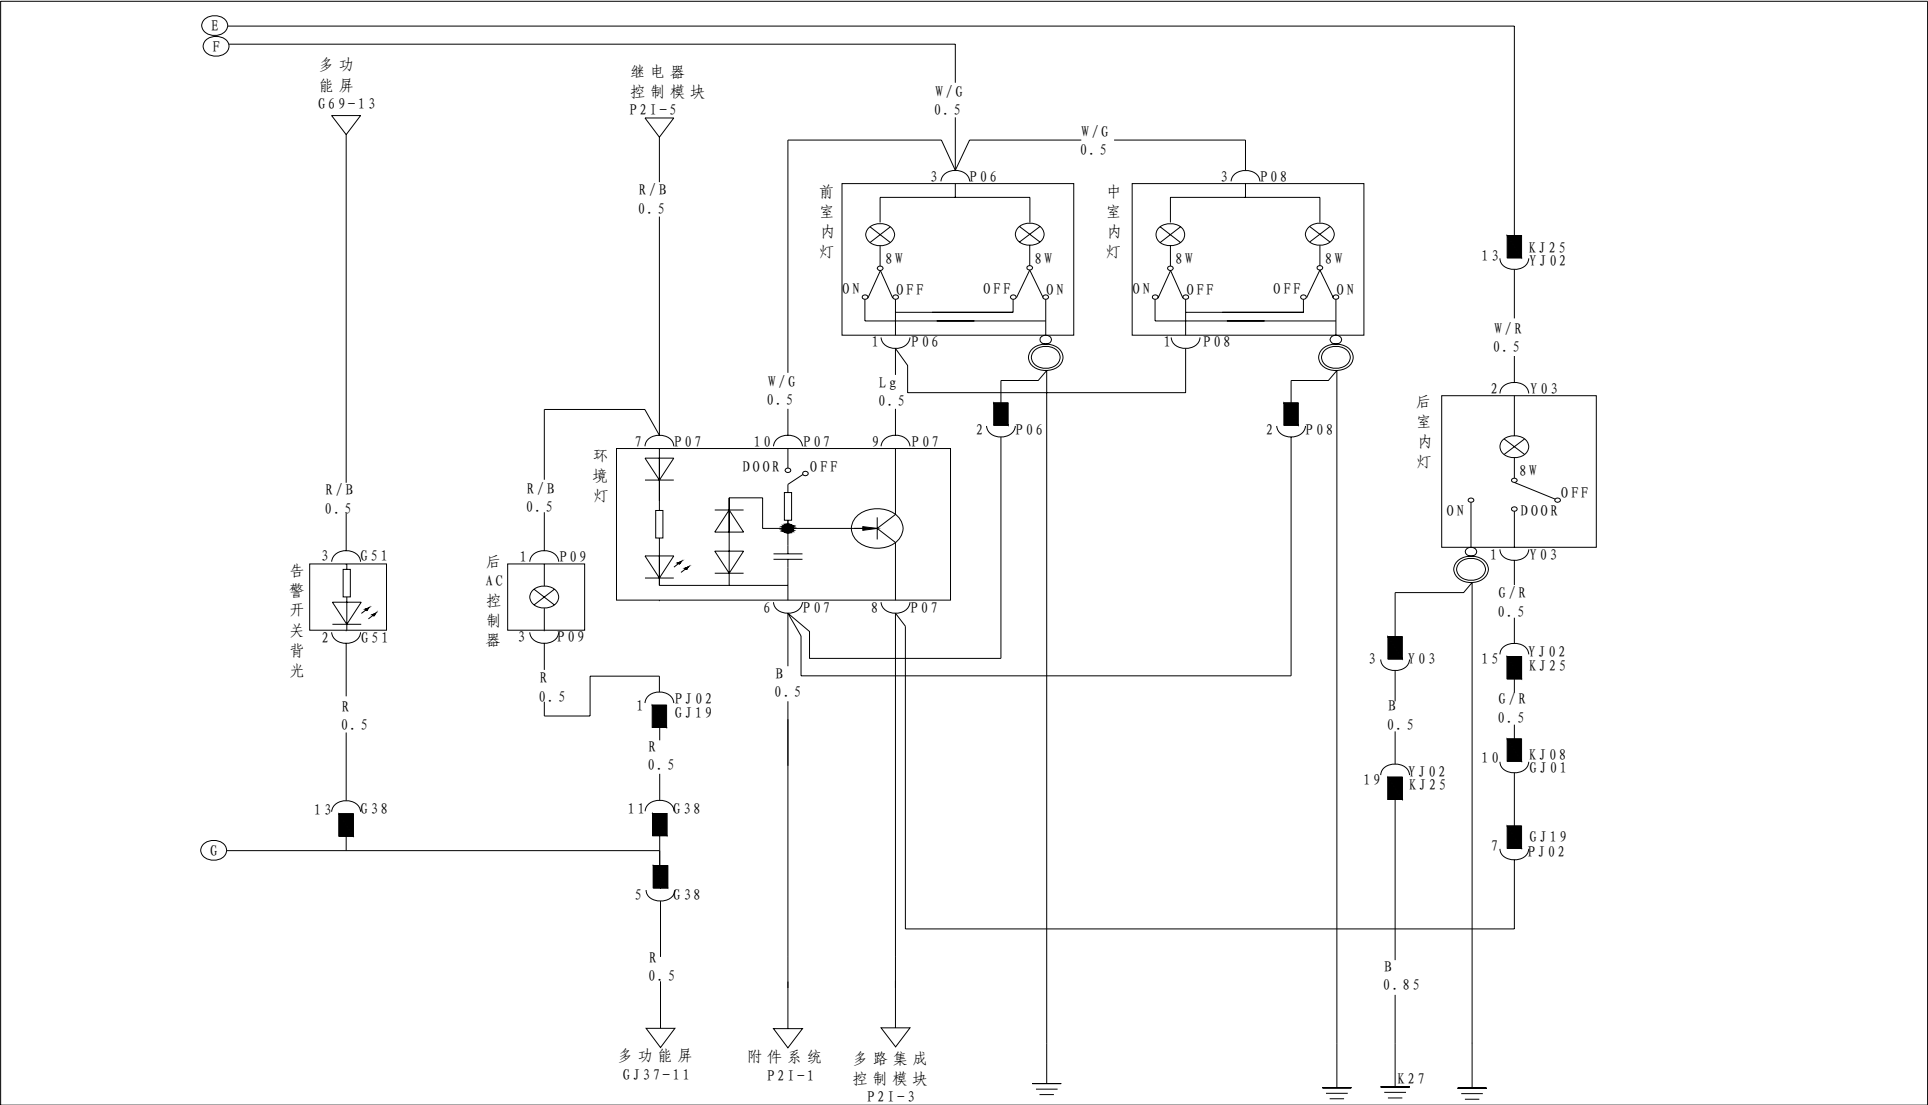 E
F
多功
能屏
G69-13
继电器
控制模块
P2I-5
W/G
0.5
W/G
0.5
R/B
0.5
3 P06
3 P08
前室内灯
8W
8W
ON
OFF
OFF
ON
1 P06
中室内灯
8W
8W
ON
OFF
OFF
ON
1 P08
13
KJ25
YJ02
W/R
0.5
2 Y03
后室内灯
8W
ON
OFF
DOOR
1 Y03
W/G
0.5
Lg
0.5
2 P06
2 P08
7 P07
10 P07
9 P07
环境灯
DOOR
OFF
6 P07
8 P07
R/B
0.5
R/B
0.5
3 G51
告警开关背光
2 G51
1 P09
后AC控制器
3 P09
G/R
0.5
3 Y03
15
YJ02
KJ25
R
0.5
R
0.5
1
PJ02
GJ19
B
0.5
B
0.5
G/R
0.5
R
0.5
10
KJ08
GJ01
19
YJ02
KJ25
13 G38
11 G38
G
7
GJ19
PJ02
5 G38
R
0.5
B
0.85
多功能屏
GJ37-11
附件系统
P2I-1
多路集成
控制模块
P2I-3
K27